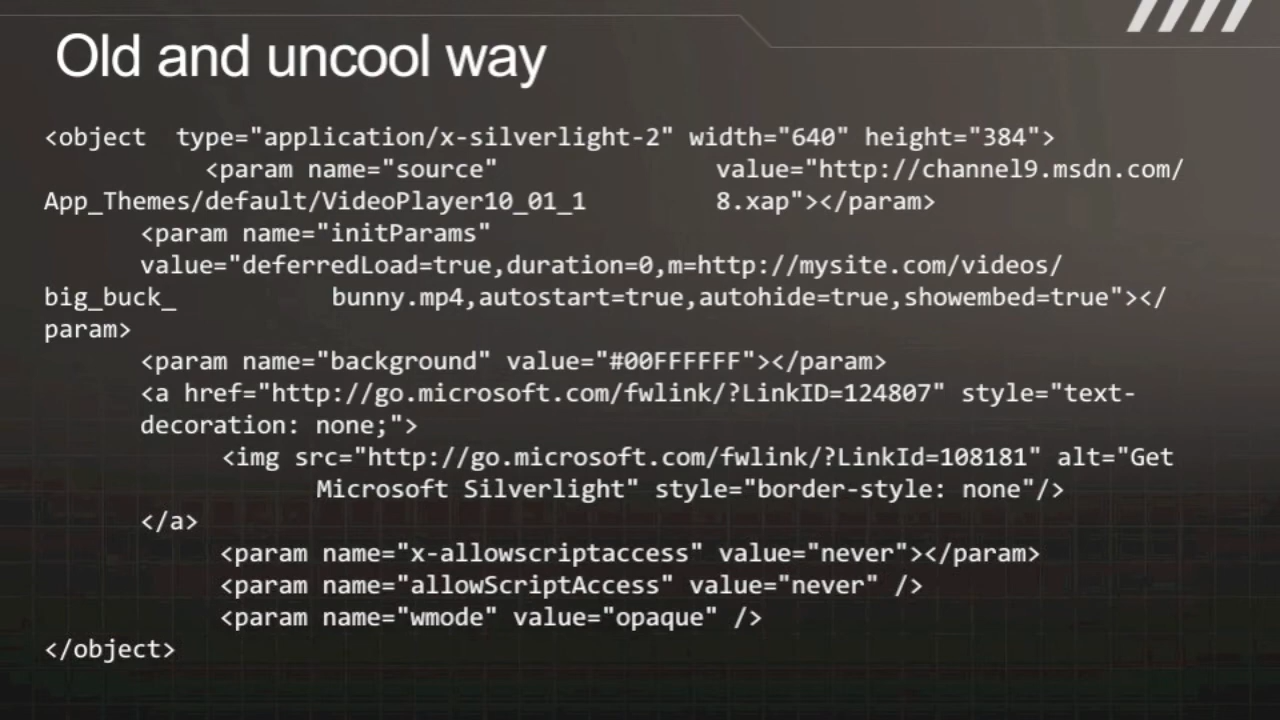 Old and uncool way
<object  type="application/x-silverlight-2" width="640" height="384">
<param name="source" value="http://channel9.msdn.com/
App_Themes/default/VideoPlayer10_01_1 8.xap"></param>
<param name="initParams"
value="deferredLoad=true,duration=0,m=http://mysite.com/videos/
big_buck_ bunny.mp4,autostart=true,autohide=true,showembed=true"></
param>
<param name="background" value="#00FFFFFF"></param>
<a href="http://go.microsoft.com/fwlink/?LinkID=124807" style="text-
decoration: none;">
<img src="http://go.microsoft.com/fwlink/?LinkId=108181" alt="Get
Microsoft Silverlight" style="border-style: none"/>
</a>
<param name="x-allowscriptaccess" value="never"></param>
<param name="allowScriptAccess" value="never" />
<param name="wmode" value="opaque" />
</object>